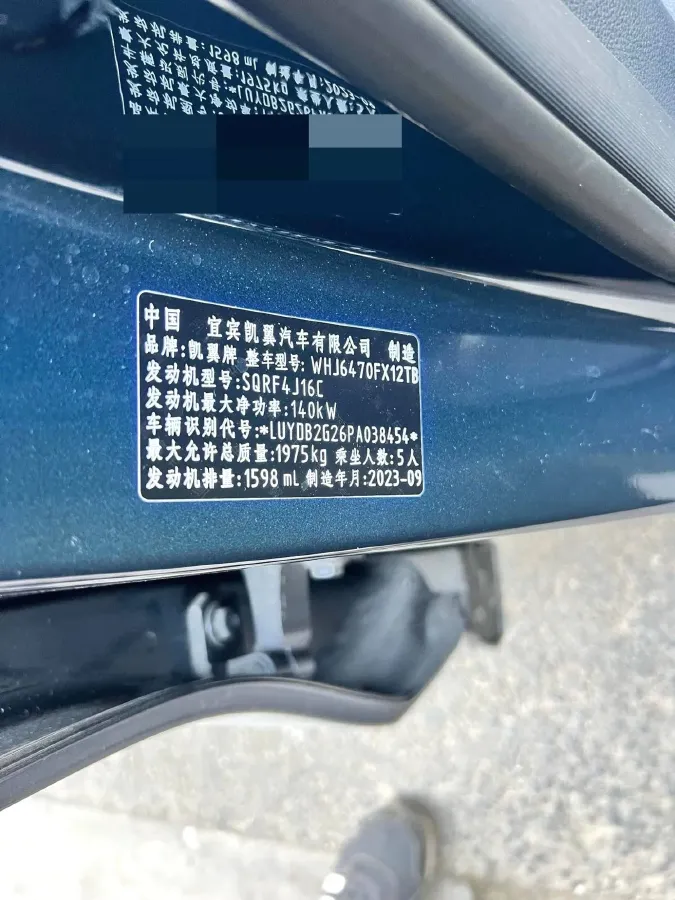 中国 宜宾凯翼汽车有限公司 制造
品牌:凯翼牌 整车型号: WHJ6470FX12TB
发动机型号:SQRF4J16C
发动机最大净功率:140kW
车辆识别代号:*LUYDB2G26PA038454*
最大允许总质量:1975kg 乘坐人数:5人
发动机排量:1598 mL 制造年月:2023-09